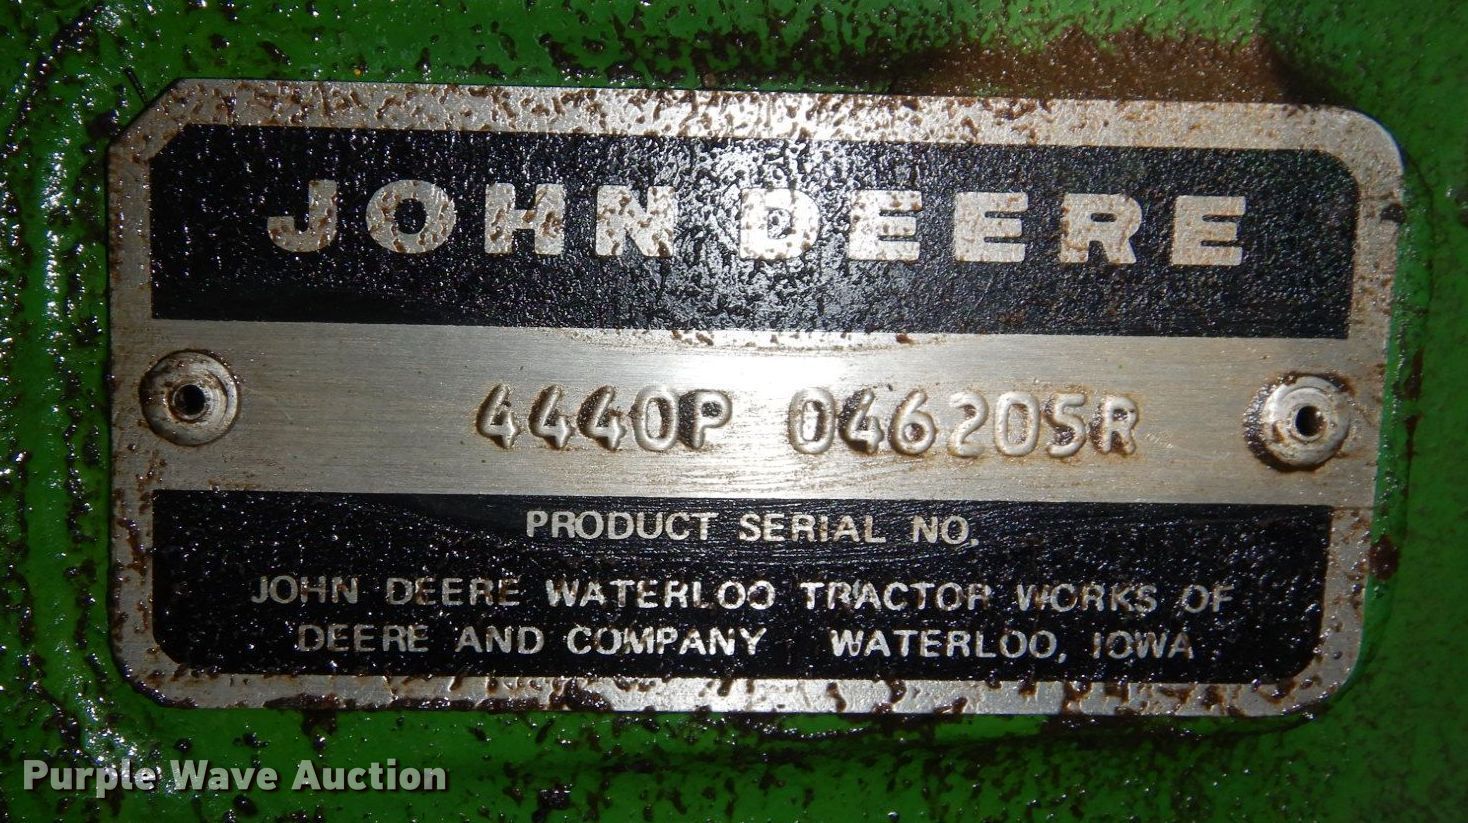 JOHN DEERE
4440P 046205R
PRODUCT SERIAL NO.
JOHN DEERE WATERLOO TRACTOR WORKS OF
DEERE AND COMPANY WATERLOO, IOWA
Purple Wave Auction